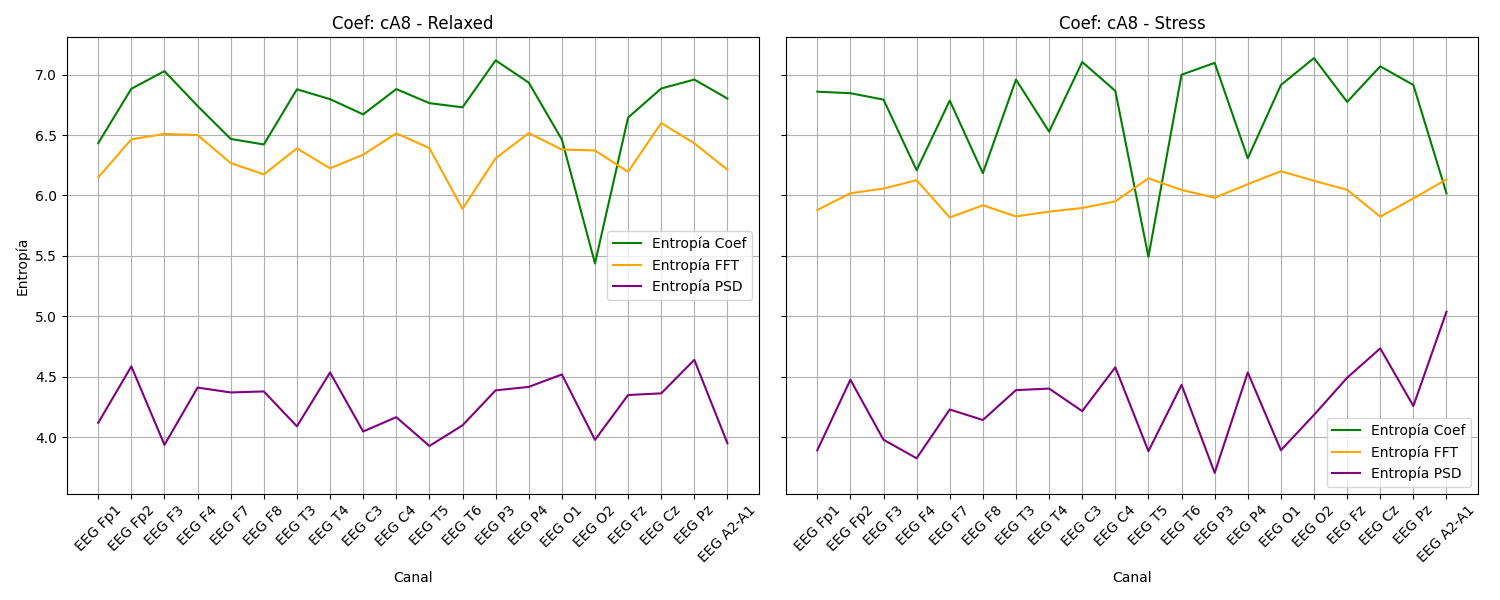 Coef: cA8 - Relaxed
Entropía
7.0
6.5
6.0
5.5
5.0
4.5
4.0
Entropía Coef
Entropía FFT
Entropía PSD
EEG Fp1
EEG Fp2
EEG F3
EEG F4
EEG F7
EEG F8
EEG T3
EEG T4
EEG C3
EEG C4
EEG T5
EEG T6
EEG P3
EEG P4
EEG O1
EEG O2
EEG Fz
EEG Cz
EEG Pz
EEG A2-A1
Canal
Coef: cA8 - Stress
Entropía Coef
Entropía FFT
Entropía PSD
EEG Fp1
EEG Fp2
EEG F3
EEG F4
EEG F7
EEG F8
EEG T3
EEG T4
EEG C3
EEG C4
EEG T5
EEG T6
EEG P3
EEG P4
EEG O1
EEG O2
EEG Fz
EEG Cz
EEG Pz
EEG A2-A1
Canal